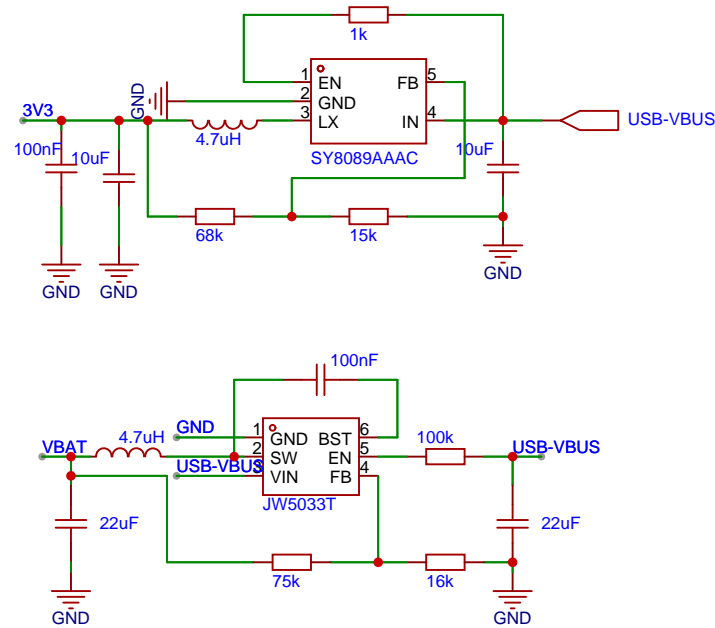 1k
GND
1
EN
FB
5
2
GND
3V3
3
LX
IN
4
USB-VBUS
100nF
10uF
4.7uH
SY8089AAAC
10uF
68k
15k
GND
GND
GND
100nF
GND
VBAT
4.7uH
1
GND
BST
6
100k
USB-VBUS
2
SW
EN
5
USB-VBUS
3
VIN
FB
4
JW5033T
22uF
22uF
75k
16k
GND
GND